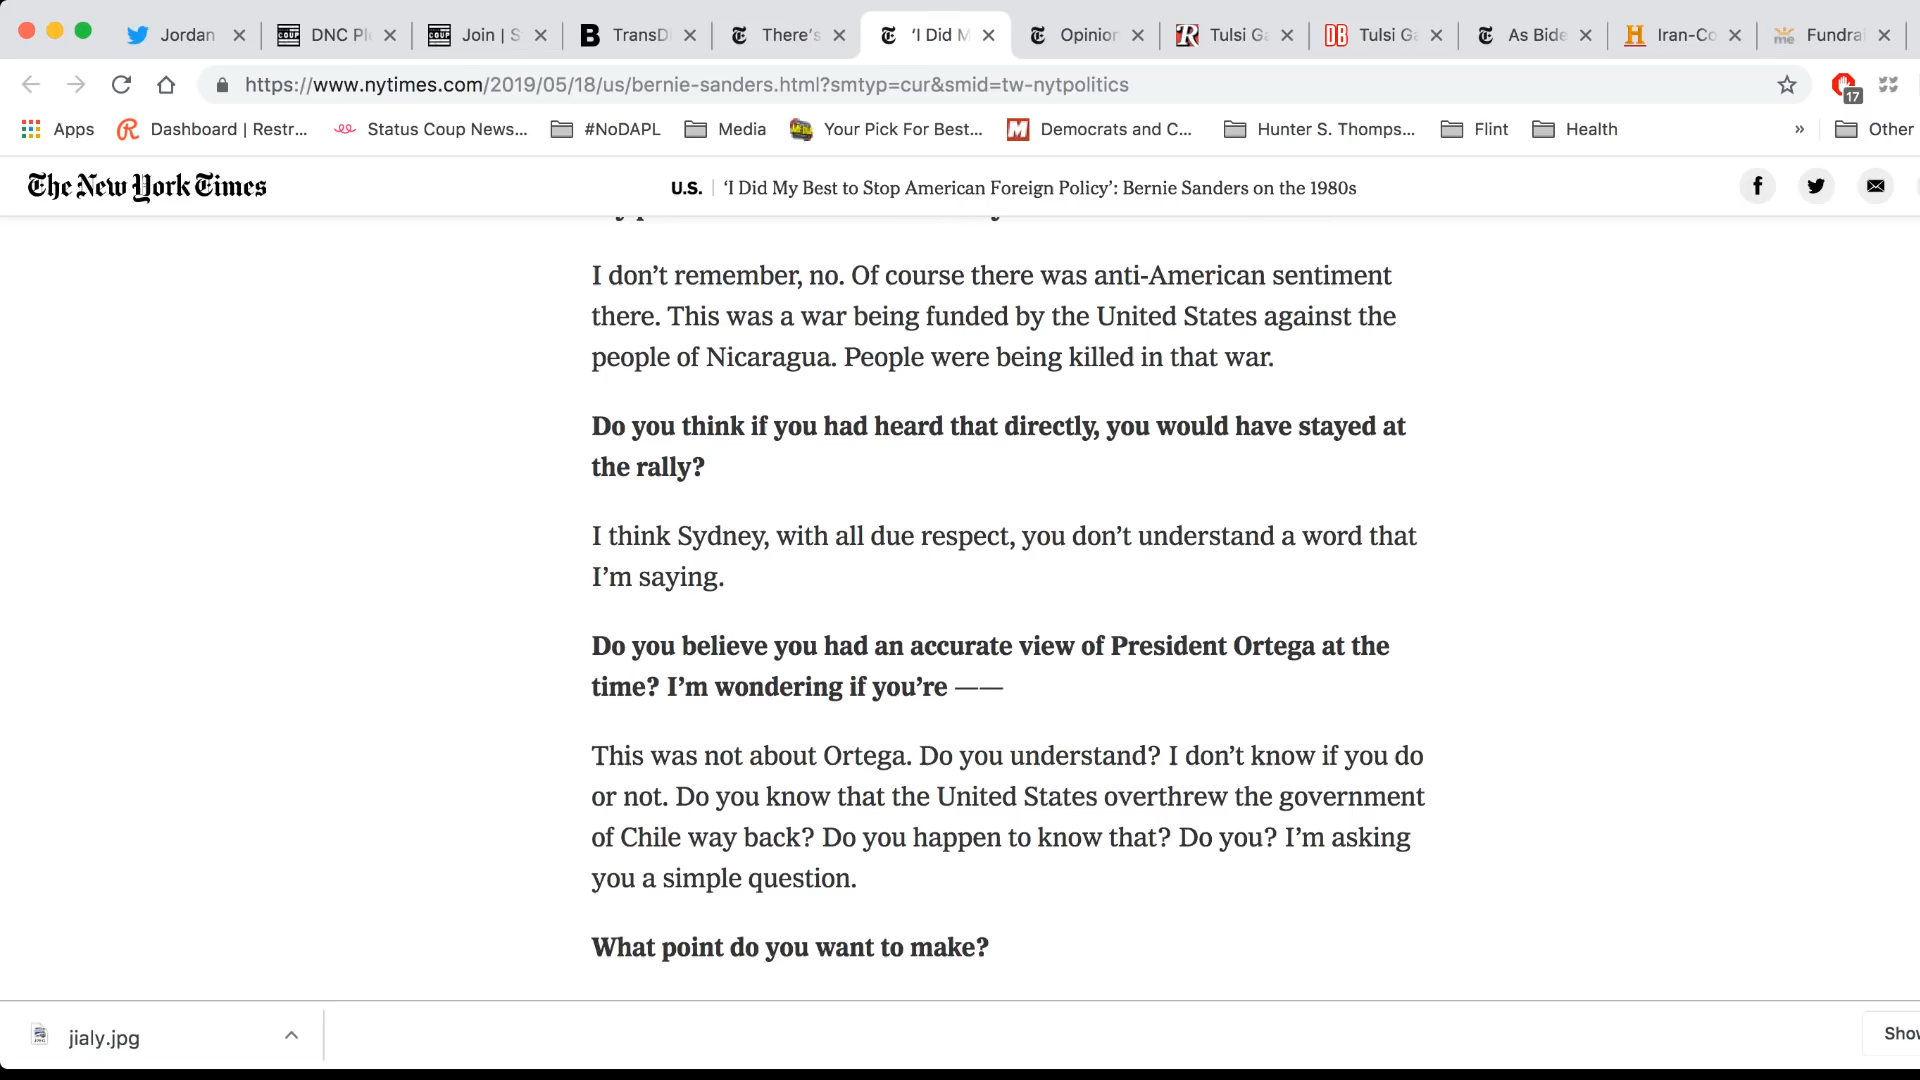 Jordan
DNC Pl
Join | S
TransD
There's
'I Did M
Opinion
Tulsi Ga
Tulsi Ga
As Bide
Iran-Co
Fundra
https://www.nytimes.com/2019/05/18/us/bernie-sanders.html?smtyp=cur&smid=tw-nytpolitics
17
Apps
Dashboard | Restr...
Status Coup News...
#NoDAPL
Media
Your Pick For Best...
Democrats and C...
Hunter S. Thomps...
Flint
Health
»
Other
The New York Times
U.S. | ‘I Did My Best to Stop American Foreign Policy’: Bernie Sanders on the 1980s
I don’t remember, no. Of course there was anti-American sentiment
there. This was a war being funded by the United States against the
people of Nicaragua. People were being killed in that war.
Do you think if you had heard that directly, you would have stayed at
the rally?
I think Sydney, with all due respect, you don’t understand a word that
I’m saying.
Do you believe you had an accurate view of President Ortega at the
time? I’m wondering if you’re ——
This was not about Ortega. Do you understand? I don’t know if you do
or not. Do you know that the United States overthrew the government
of Chile way back? Do you happen to know that? Do you? I’m asking
you a simple question.
What point do you want to make?
jialy.jpg
Show